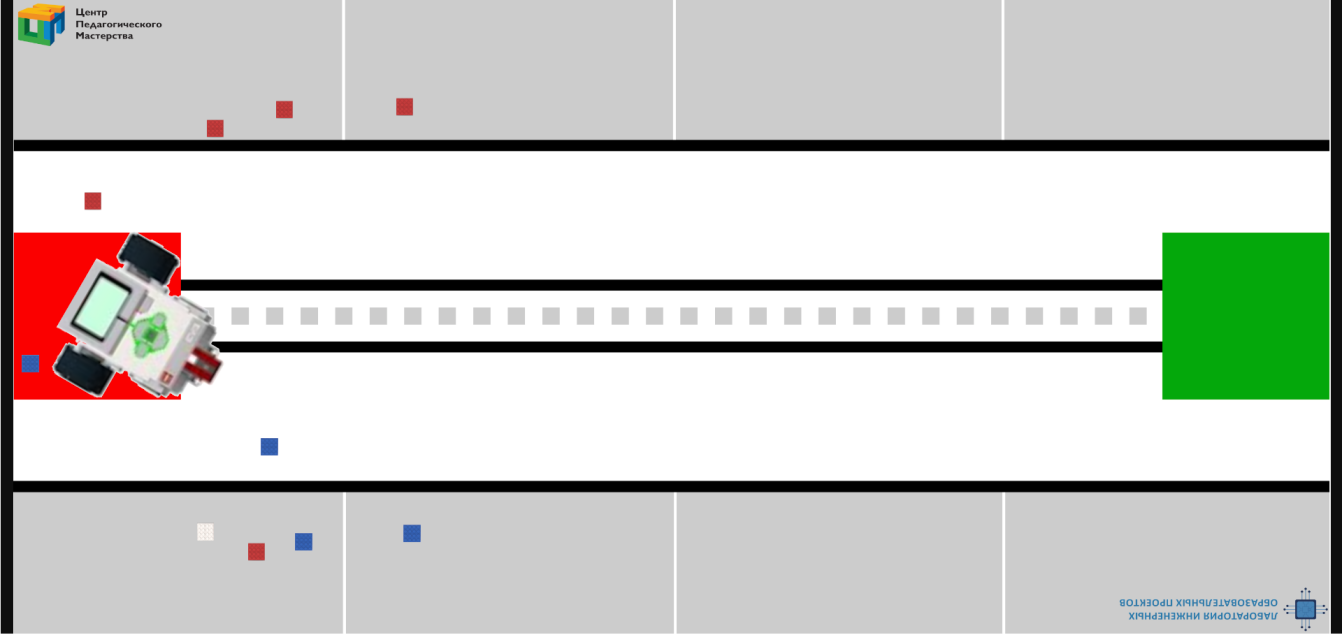 Центр
Педагогического
Мастерства
ЛАБОРАТОРИЯ ИНЖЕНЕРНЫХ
ОБРАЗОВАТЕЛЬНЫХ ПРОЕКТОВ